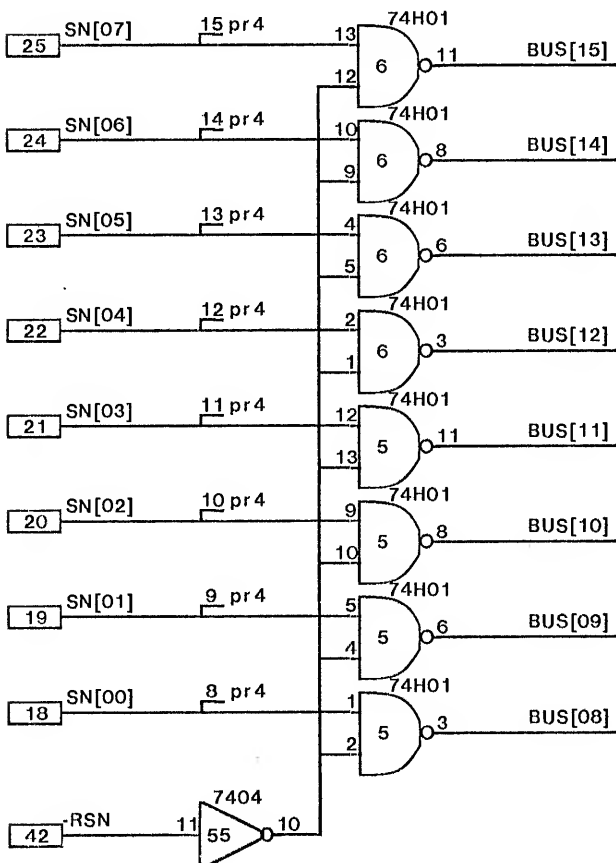 74H01
SN[07] 15 pr4 13 BUS[15]
25 6 11
12
74H01
SN[06] 14 pr4 10 BUS[14]
24 6 8
9
74H01
SN[05] 13 pr4 4 BUS[13]
23 6 6
5
74H01
SN[04] 12 pr4 2 BUS[12]
22 6 3
1
74H01
SN[03] 11 pr4 12 BUS[11]
21 5 11
13
74H01
SN[02] 10 pr4 9 BUS[10]
20 5 8
10
74H01
SN[01] 9 pr4 5 BUS[09]
19 5 6
4
74H01
SN[00] 8 pr4 1 BUS[08]
18 5 3
2
7404
-RSN 11 10
42 55